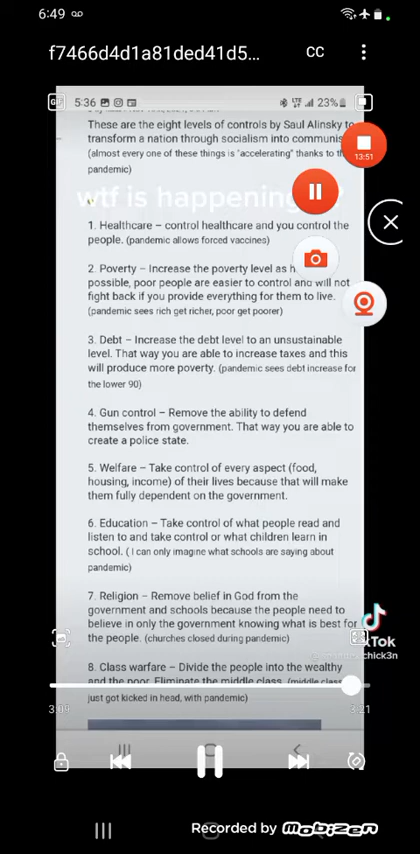 6:49
f7466d4d1a81ded41d5...
CC
GIF
5:36
23%
These are the eight levels of controls by Saul Alinsky to
transform a nation through socialism into communis
(almost every one of these things is "accelerating" thanks to
pandemic)
13:51
wtf is happening
1. Healthcare – control healthcare and you control the
people. (pandemic allows forced vaccines)
2. Poverty – Increase the poverty level as h
possible, poor people are easier to control and will not
fight back if you provide everything for them to live.
(pandemic sees rich get richer, poor get poorer)
3. Debt – Increase the debt level to an unsustainable
level. That way you are able to increase taxes and this
will produce more poverty. (pandemic sees debt increase for
the lower 90)
4. Gun control – Remove the ability to defend
themselves from government. That way you are able to
create a police state.
5. Welfare – Take control of every aspect (food,
housing, income) of their lives because that will make
them fully dependent on the government.
6. Education – Take control of what people read and
listen to and take control or what children learn in
school. ( I can only imagine what schools are saying about
pandemic)
7. Religion – Remove belief in God from the
government and schools because the people need to
believe in only the government knowing what is best for
the people. (churches closed during pandemic)
kTok
chick3n
8. Class warfare – Divide the people into the wealthy
and the poor. Eliminate the middle class. (middle class
just got kicked in head, with pandemic)
3:09
3:21
Recorded by mobizen